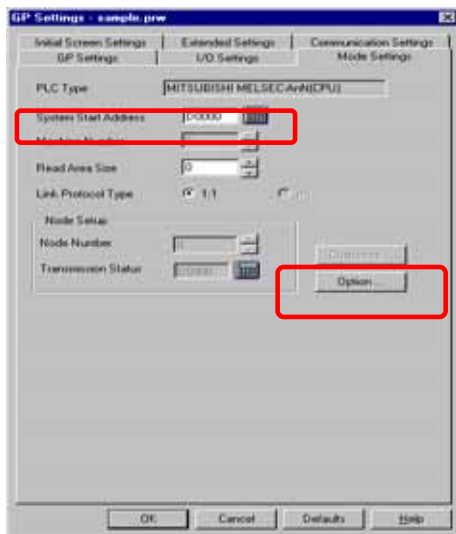 GP Settings - sample.prw
Initial Screen Settings Extended Settings Communication Settings
GP Settings I/O Settings Mode Settings
PLC Type MITSUBISHI MELSEC-AnN(CPU)
System Start Address D0000
Machine Number
Read Area Size 0
Link Protocol Type 1:1
Node Setup
Node Number
Transmission Status
Option...
OK Cancel Defaults Help